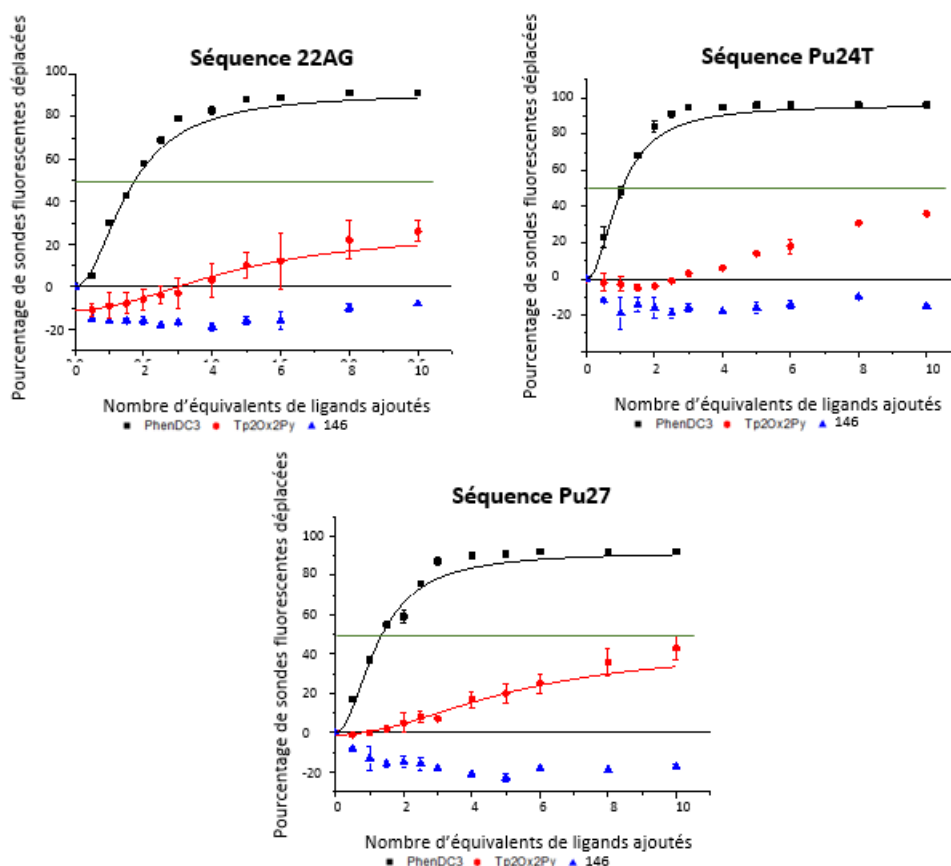 Séquence 22AG
Pourcentage de sondes fluorescentes déplacées
100
80
60
40
20
0
-20
2 4 6 8 10
Nombre d'équivalents de ligands ajoutés
PhenDC3 Tp2Ox2Py 146
Séquence Pu24T
Pourcentage de sondes fluorescentes déplacées
100
80
60
40
20
0
-20
0 2 4 6 8 10
Nombre d'équivalents de ligands ajoutés
PhenDC3 Tp2Ox2Py 146
Séquence Pu27
Pourcentage de sondes fluorescentes déplacées
100
80
60
40
20
0
-20
0 2 4 6 8 10
Nombre d'équivalents de ligands ajoutés
PhenDC3 Tp2Ox2Py 146